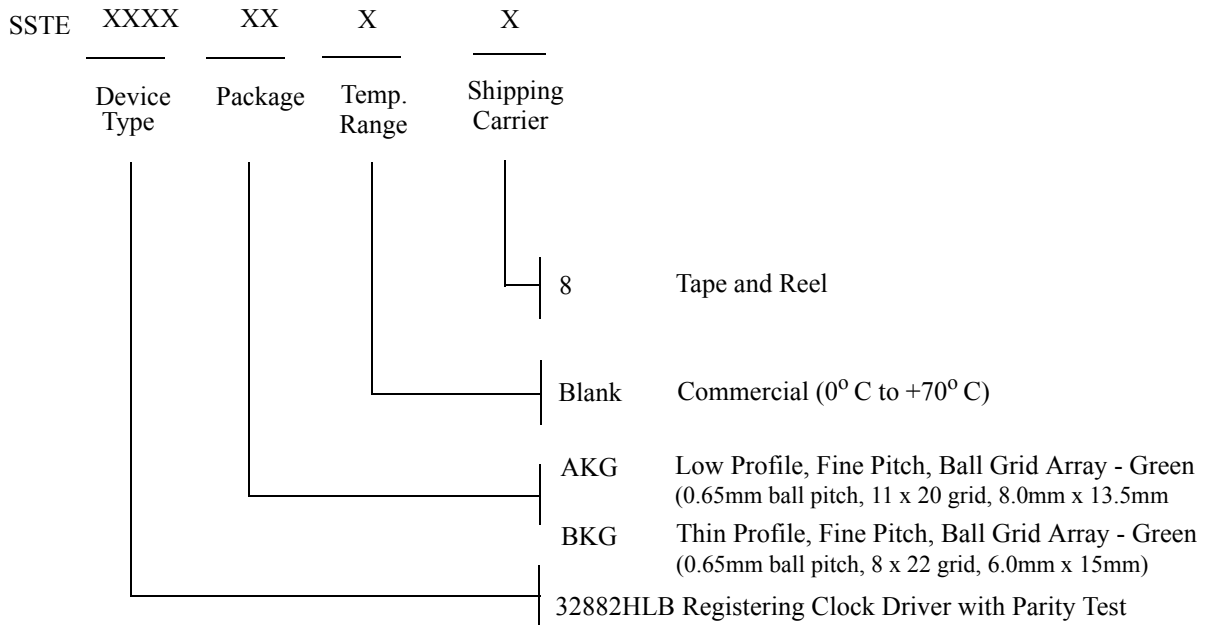 SSTE XXXX XX X X
Device Type
Package
Temp. Range
Shipping Carrier
8 Tape and Reel
Blank Commercial (0º C to +70º C)
AKG Low Profile, Fine Pitch, Ball Grid Array - Green
(0.65mm ball pitch, 11 x 20 grid, 8.0mm x 13.5mm
BKG Thin Profile, Fine Pitch, Ball Grid Array - Green
(0.65mm ball pitch, 8 x 22 grid, 6.0mm x 15mm)
32882HLB Registering Clock Driver with Parity Test